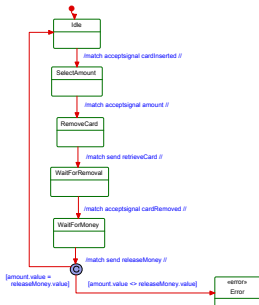 Idle
/match acceptsignal cardInserted //
SelectAmount
/match acceptsignal amount //
RemoveCard
/match send retrieveCard //
WaitForRemoval
/match acceptsignal cardRemoved //
WaitForMoney
/match send releaseMoney //
C
[amount.value =
releaseMoney.value]
[amount.value <> releaseMoney.value]
«error»
Error